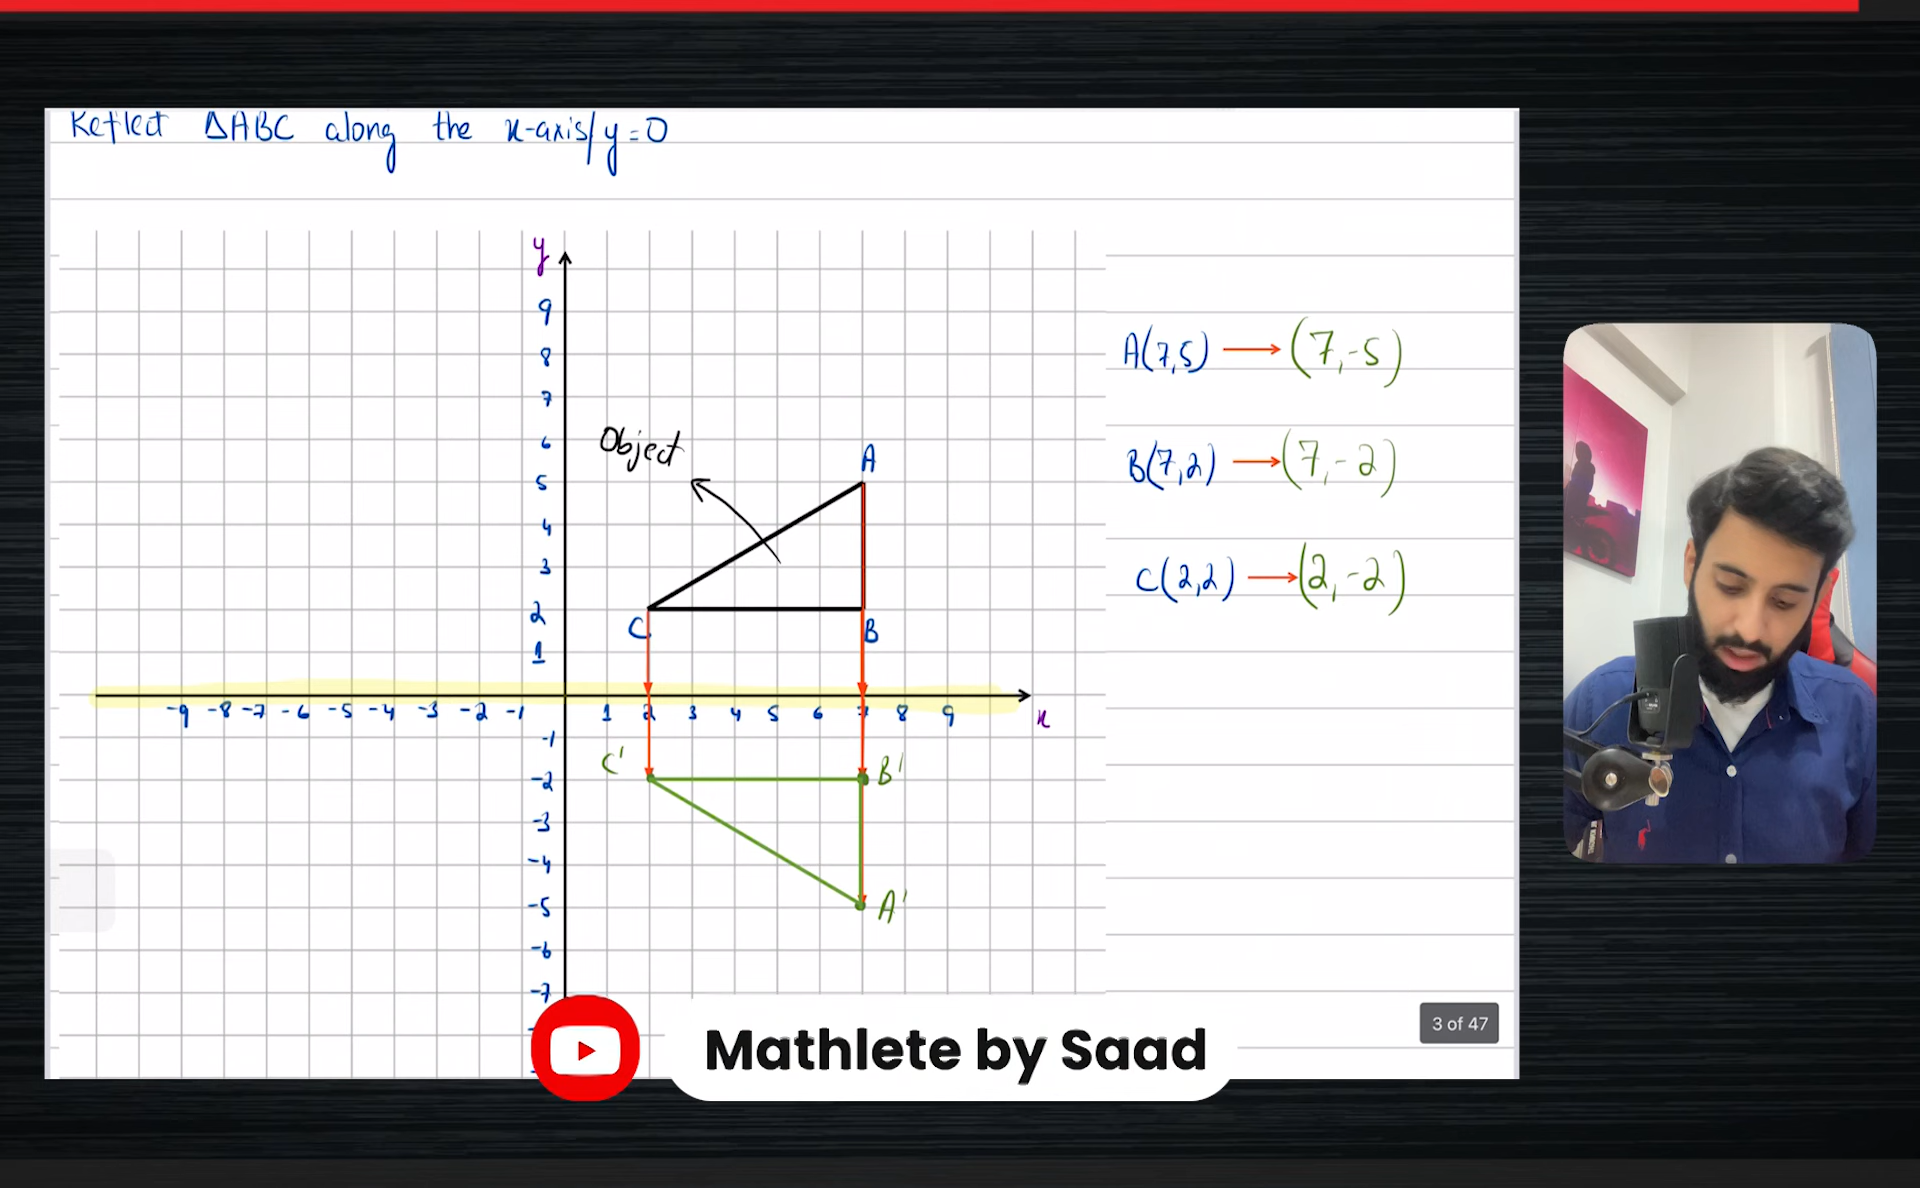 Reflect ΔABC along the x-axis/y=0
y
9
8
7
6
5
4
3
2
1
Object
A
C
B
A(7,5) → (7,-5)
B(7,2) → (7,-2)
C(2,2) → (2,-2)
-9 -8 -7 -6 -5 -4 -3 -2 -1 1 2 3 4 5 6 7 8 9 x
-1
-2
-3
-4
-5
-6
-7
C' B'
A'
3 of 47
Mathlete by Saad